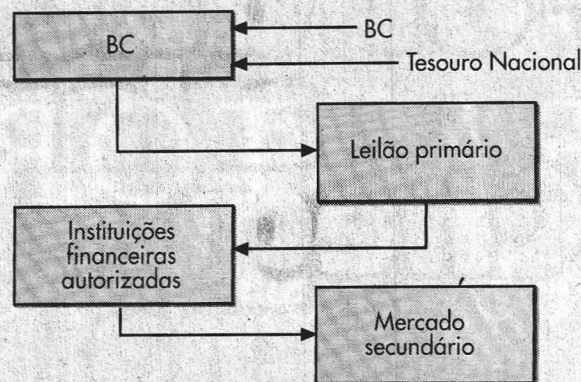 BC
BC
Tesouro Nacional
Leilão primário
Instituições
financeiras
autorizadas
Mercado
secundário